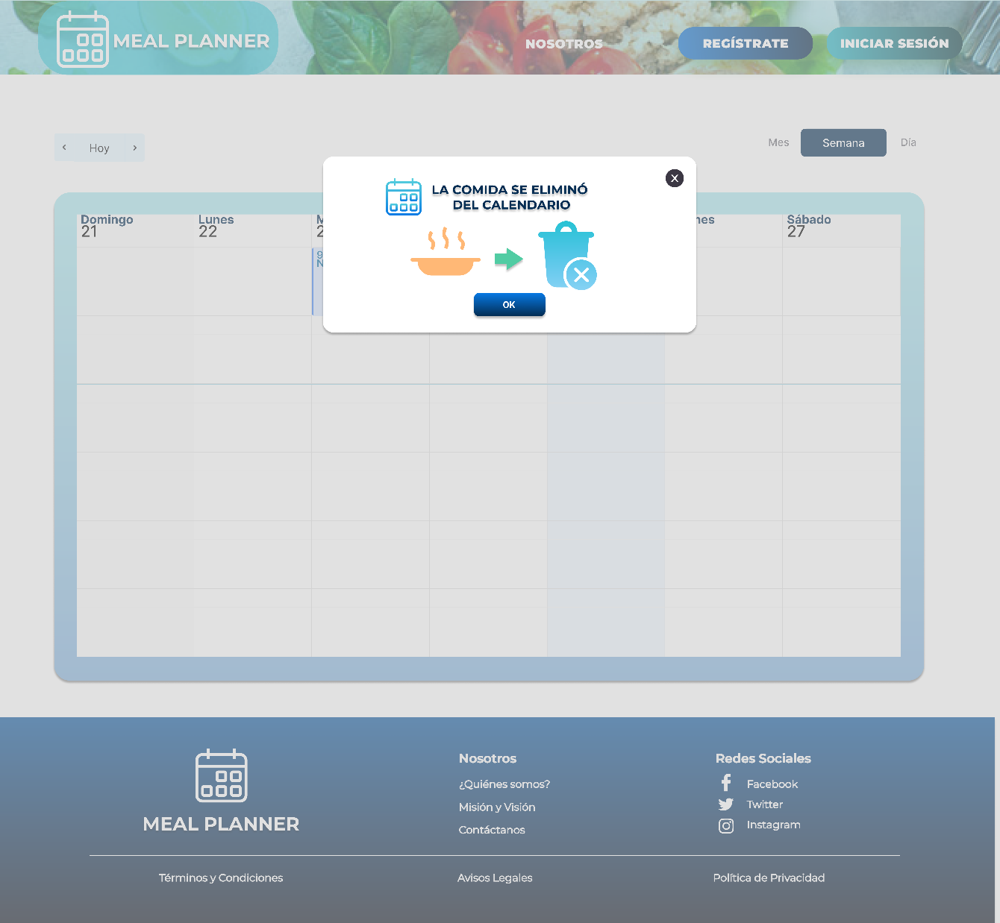 MEAL PLANNER
NOSOTROS
REGÍSTRATE
INICIAR SESIÓN
Hoy
Mes
Semana
Día
LA COMIDA SE ELIMINÓ
DEL CALENDARIO
X
OK
Domingo
21
Lunes
22
M
2
9
N
nes
Sábado
27
MEAL PLANNER
Nosotros
¿Quiénes somos?
Misión y Visión
Contáctanos
Redes Sociales
Facebook
Twitter
Instagram
Términos y Condiciones
Avisos Legales
Política de Privacidad